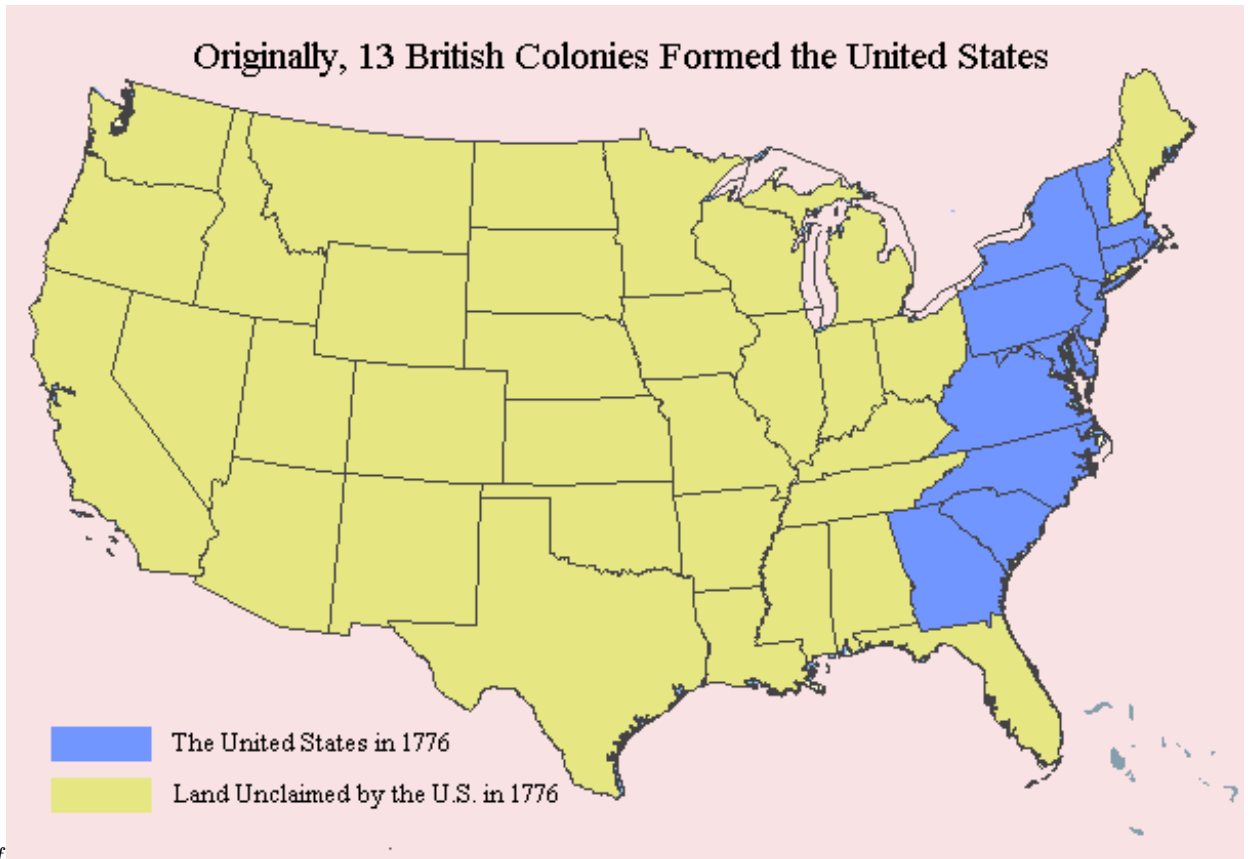 Originally, 13 British Colonies Formed the United States
The United States in 1776
Land Unclaimed by the U.S. in 1776
f